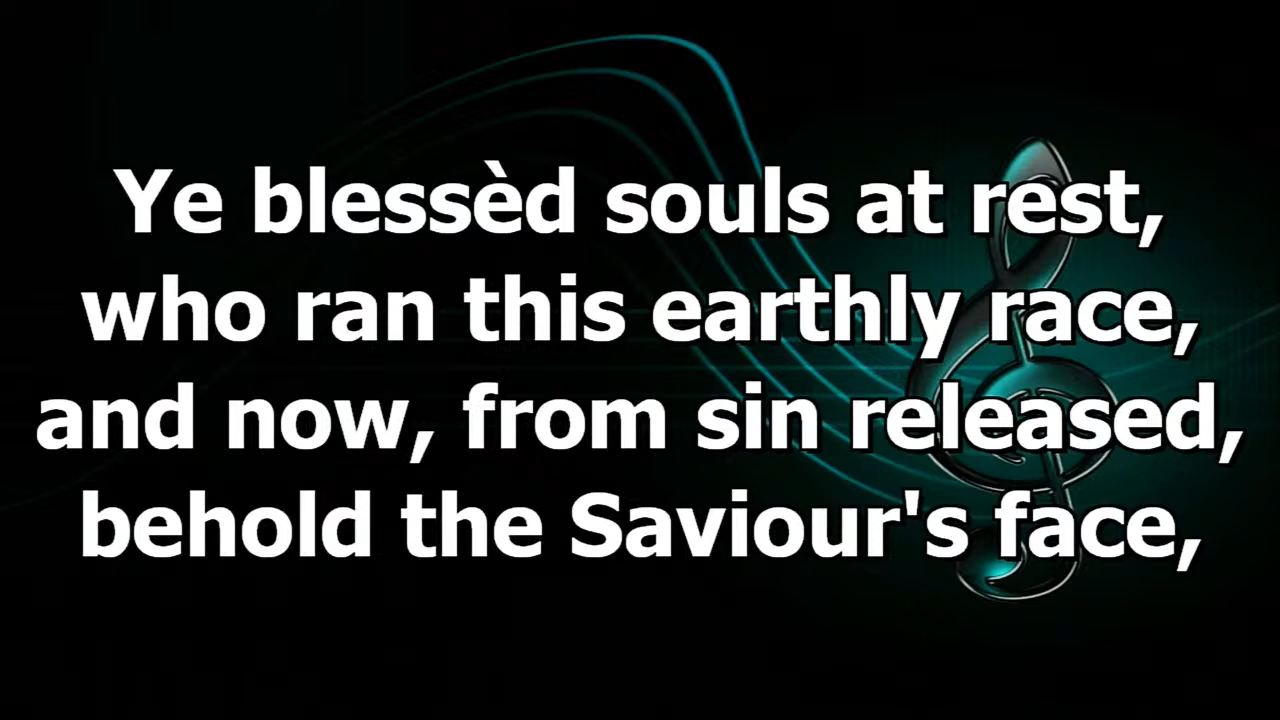 Ye blessèd souls at rest,
who ran this earthly race,
and now, from sin released,
behold the Saviour's face,